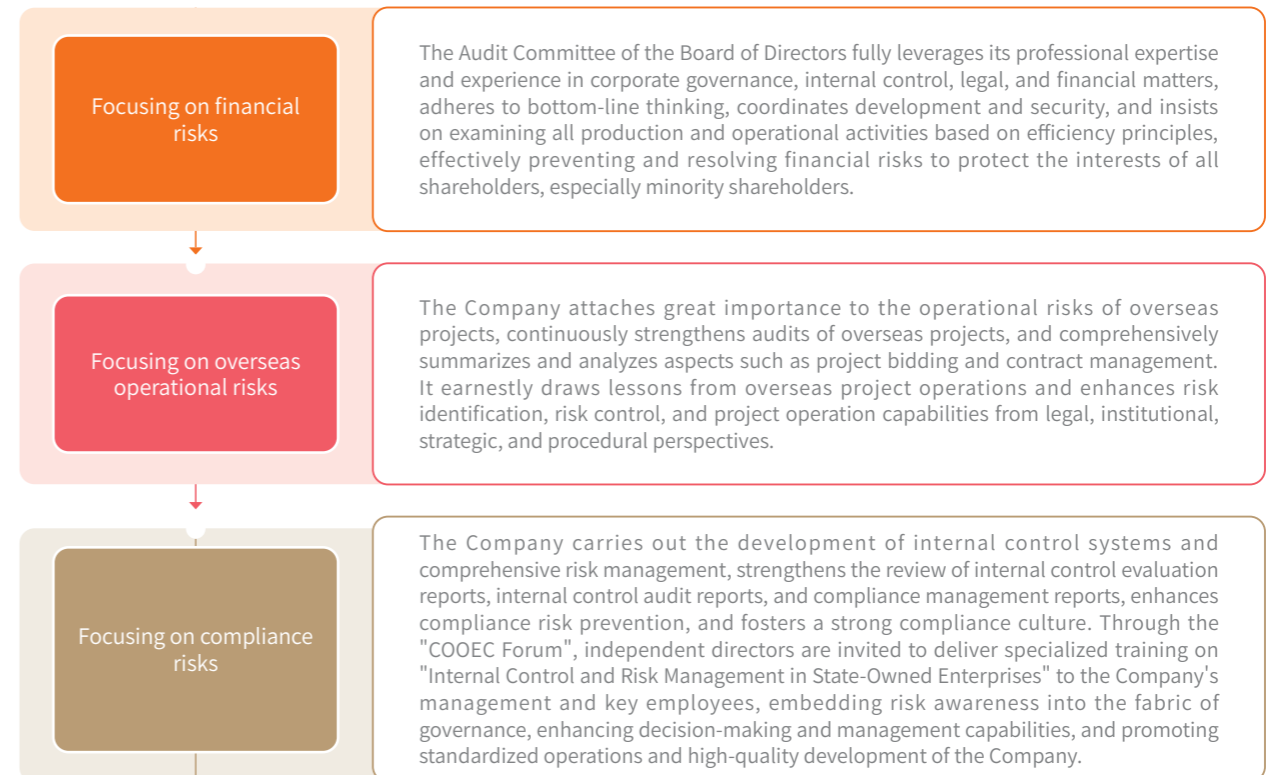 Focusing on financial
risks
The Audit Committee of the Board of Directors fully leverages its professional expertise
and experience in corporate governance, internal control, legal, and financial matters,
adheres to bottom-line thinking, coordinates development and security, and insists
on examining all production and operational activities based on efficiency principles,
effectively preventing and resolving financial risks to protect the interests of all
shareholders, especially minority shareholders.
Focusing on overseas
operational risks
The Company attaches great importance to the operational risks of overseas
projects, continuously strengthens audits of overseas projects, and comprehensively
summarizes and analyzes aspects such as project bidding and contract management.
It earnestly draws lessons from overseas project operations and enhances risk
identification, risk control, and project operation capabilities from legal, institutional,
strategic, and procedural perspectives.
Focusing on compliance
risks
The Company carries out the development of internal control systems and
comprehensive risk management, strengthens the review of internal control evaluation
reports, internal control audit reports, and compliance management reports, enhances
compliance risk prevention, and fosters a strong compliance culture. Through the
"COOEC Forum", independent directors are invited to deliver specialized training on
"Internal Control and Risk Management in State-Owned Enterprises" to the Company's
management and key employees, embedding risk awareness into the fabric of
governance, enhancing decision-making and management capabilities, and promoting
standardized operations and high-quality development of the Company.